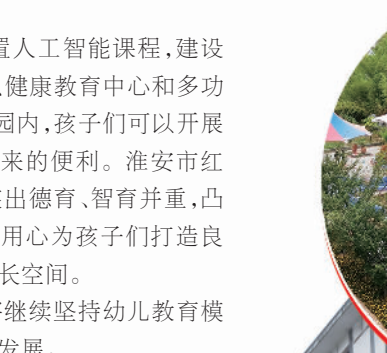 置人工智能课程,建设
健康教育中心和多功
园内,孩子们可以开展
来的便利。淮安市红
出德育、智育并重,凸
用心为孩子们打造良
长空间。
继续坚持幼儿教育模
发展。